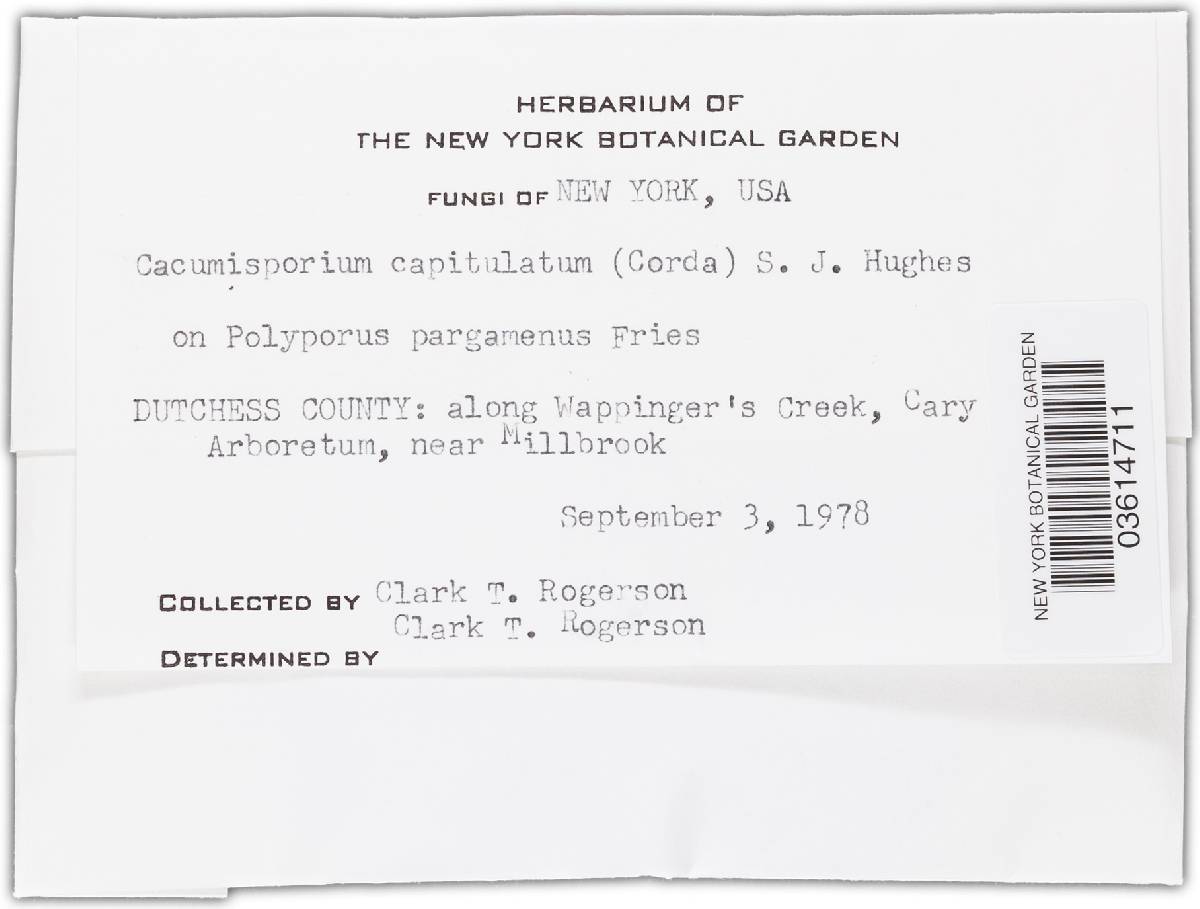 HERBARIUM OF
THE NEW YORK BOTANICAL GARDEN
FUNGI OF NEW YORK, USA
Cacumisporium capitulatum (Corda) S. J. Hughes
on Polyporus pargamenus Fries
DUTCHESS COUNTY: along Wappinger's Creek, Cary
Arboretum, near Millbrook
September 3, 1978
COLLECTED BY Clark T. Rogerson
Clark T. Rogerson
DETERMINED BY
NEW YORK BOTANICAL GARDEN
03614711